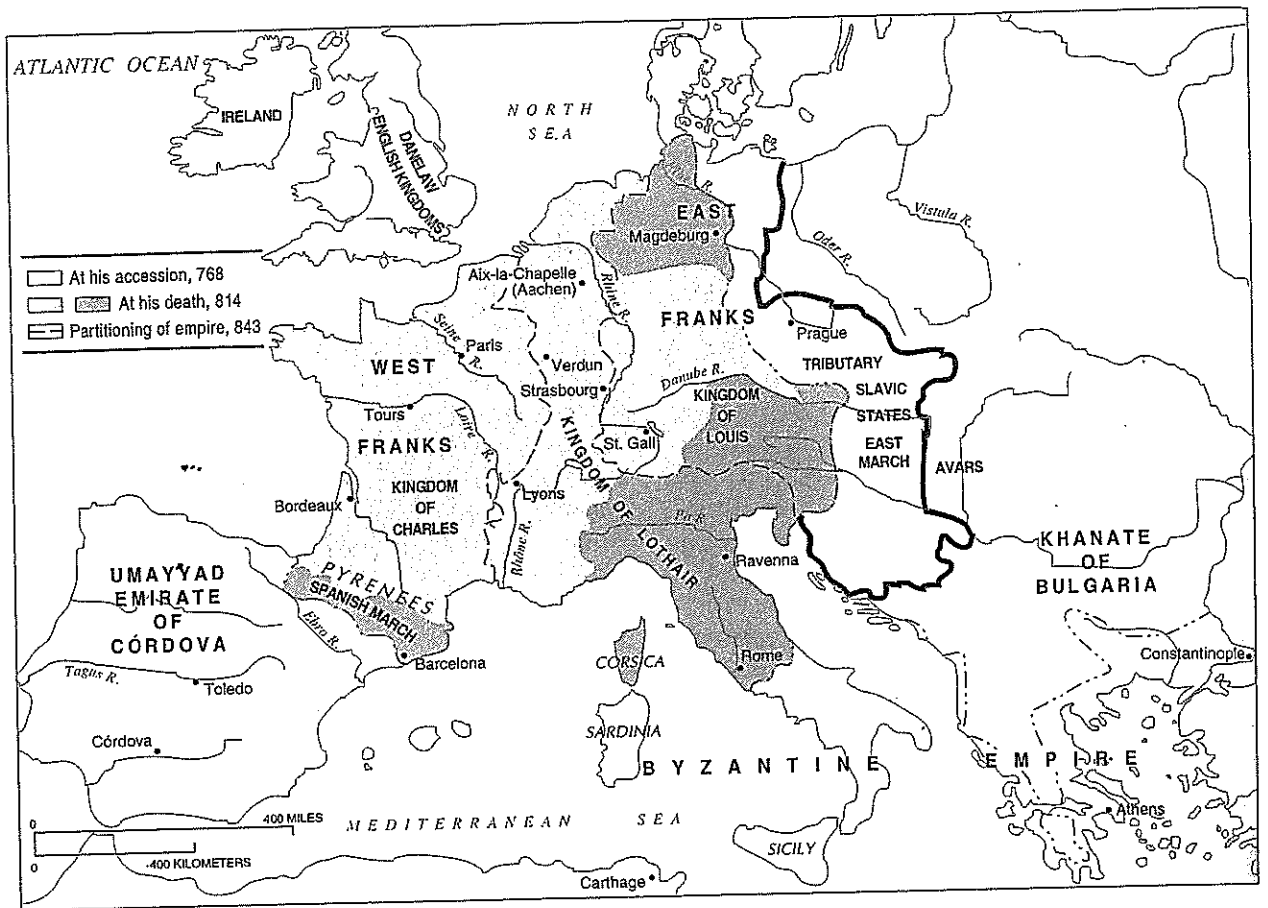 ATLANTIC OCEAN
IRELAND
DANELAW
ENGLISH KINGDOMS
NORTH
SEA
At his accession, 768
At his death, 814
Partitioning of empire, 843
R.
EAST
Magdeburg
Oder R.
Vistula R.
Aix-la-Chapelle
(Aachen)
Rhine R.
FRANKS
Prague
Seine R.
Paris
WEST
Verdun
Strasbourg
TRIBUTARY
SLAVIC
STATES
Danube R.
KINGDOM
OF
LOUIS
Tours
Loire R.
FRANKS
St. Gall
EAST
MARCH
AVARS
KINGDOM
OF
CHARLES
Lyons
KINGDOM OF LOTHAIR
Bordeaux
Rhône R.
Po R.
Ravenna
KHANATE
OF
BULGARIA
UMAYYAD
EMIRATE
OF
CÓRDOVA
PYRENEES
SPANISH MARCH
Ebro R.
Barcelona
CORSICA
Rome
Constantinople
Tagus R.
Toledo
Córdova
SARDINIA
BYZANTINE EMPIRE
Athens
0 400 MILES
0 400 KILOMETERS
MEDITERRANEAN SEA
SICILY
Carthage